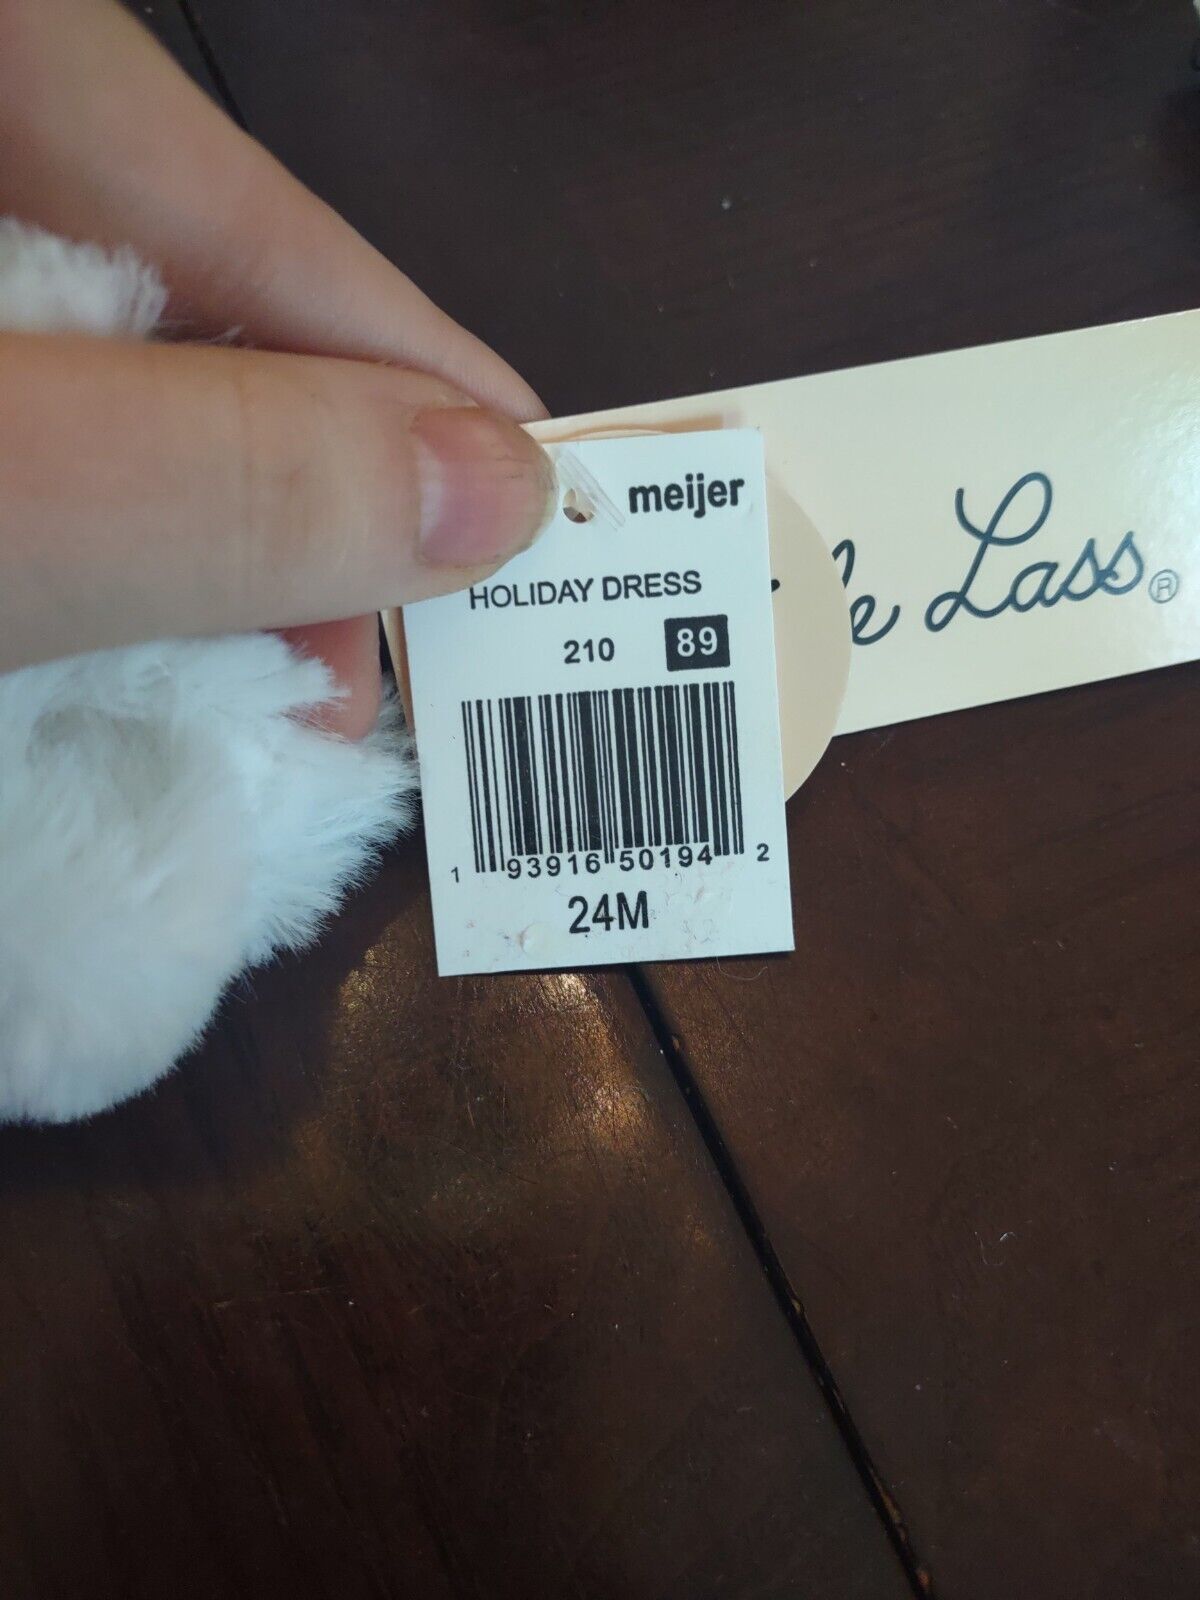 meijer
HOLIDAY DRESS
210 89
1 93916 50194 2
24M
le Lass®